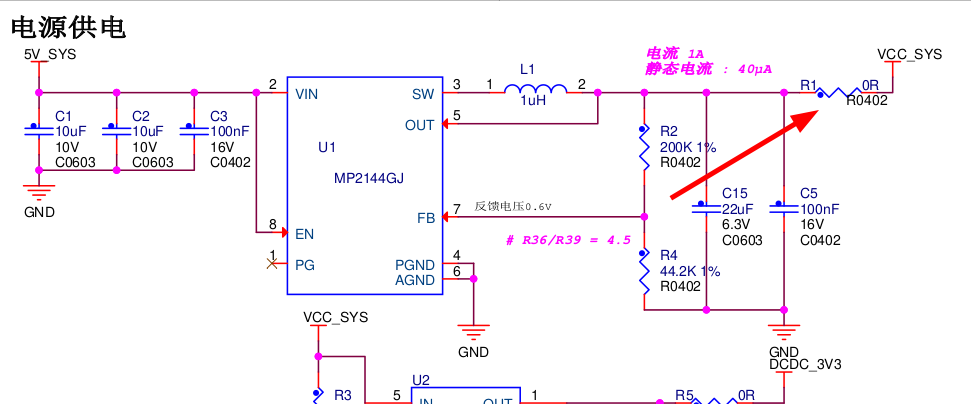 电源供电
5V_SYS
电流 1A
静态电流 : 40μA
VCC_SYS
2
VIN
SW
3
1
L1
2
1uH
R1
0R
R0402
C1
10uF
10V
C0603
C2
10uF
10V
C0603
C3
100nF
16V
C0402
OUT
5
U1
MP2144GJ
R2
200K 1%
R0402
GND
反馈电压0.6V
FB
7
C15
22uF
6.3V
C0603
C5
100nF
16V
C0402
8
EN
# R36/R39 = 4.5
1
PG
PGND
4
AGND
6
R4
44.2K 1%
R0402
VCC_SYS
GND
GND
DCDC_3V3
R3
5
U2
IN
OUT
1
R5
0R